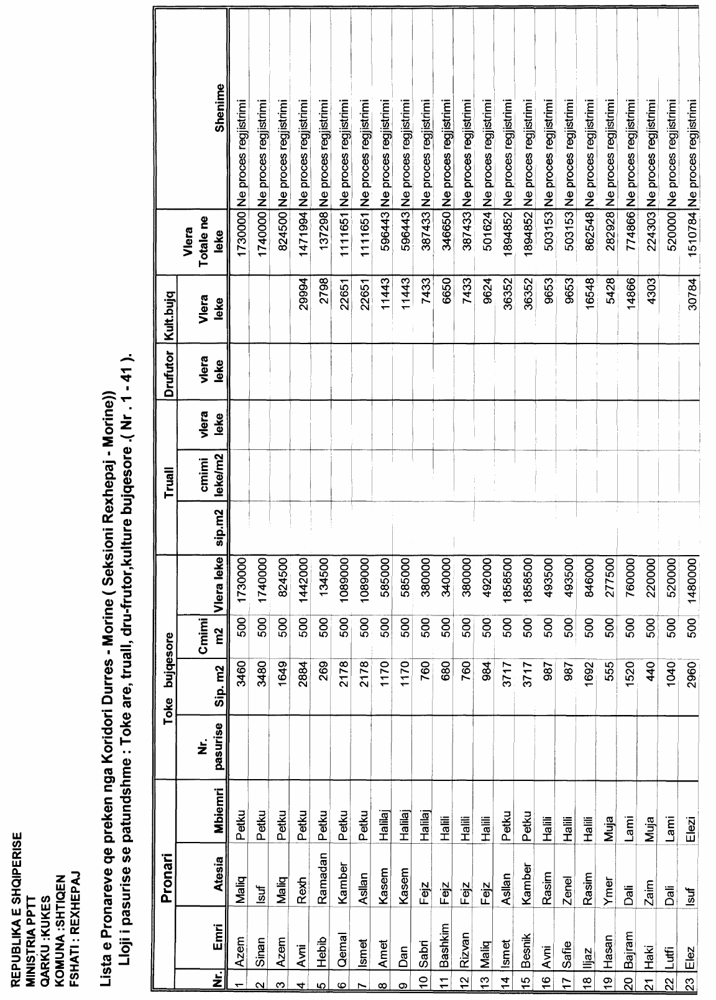 REPUBLIKA E SHQIPERISE
MINISTRIA PPTT
QARKU :KUKES
KOMUNA :SHTIQEN
FSHATI : REXHEPAJ
Lista e Pronareve qe preken nga Koridori Durres - Morine ( Seksioni Rexhepaj - Morine))
Lloji i pasurise se patundshme : Toke are, truall, dru-frutor,kulture bujqesore .( Nr . 1 - 41 ).
Pronari Toke bujqesore Truall Drufutor Kult.bujq Vlera Totale ne leke Shenime
Nr. Emri Atesia Mbiemri Nr. pasurise Sip. m2 Cmimi m2 Vlera leke sip.m2 cmimi leke/m2 vlera leke vlera leke Vlera leke
1 Azem Maliq Petku 3460 500 1730000 1730000 Ne proces regjistrimi
2 Sinan Isuf Petku 3480 500 1740000 1740000 Ne proces regjistrimi
3 Azem Maliq Petku 1649 500 824500 824500 Ne proces regjistrimi
4 Avni Rexh Petku 2884 500 1442000 29994 1471994 Ne proces regjistrimi
5 Hebib Ramadan Petku 269 500 134500 2798 137298 Ne proces regjistrimi
6 Qemal Kamber Petku 2178 500 1089000 22651 1111651 Ne proces regjistrimi
7 Ismet Asllan Petku 2178 500 1089000 22651 1111651 Ne proces regjistrimi
8 Amet Kasem Halilaj 1170 500 585000 11443 596443 Ne proces regjistrimi
9 Dan Kasem Halilaj 1170 500 585000 11443 596443 Ne proces regjistrimi
10 Sabri Fejz Halilaj 760 500 380000 7433 387433 Ne proces regjistrimi
11 Bashkim Fejz Halili 680 500 340000 6650 346650 Ne proces regjistrimi
12 Rizvan Fejz Halili 760 500 380000 7433 387433 Ne proces regjistrimi
13 Maliq Fejz Halili 984 500 492000 9624 501624 Ne proces regjistrimi
14 Ismet Asllan Petku 3717 500 1858500 36352 1894852 Ne proces regjistrimi
15 Besnik Kamber Petku 3717 500 1858500 36352 1894852 Ne proces regjistrimi
16 Avni Rasim Halili 987 500 493500 9653 503153 Ne proces regjistrimi
17 Safie Zenel Halili 987 500 493500 9653 503153 Ne proces regjistrimi
18 Iljaz Rasim Halili 1692 500 846000 16548 862548 Ne proces regjistrimi
19 Hasan Ymer Muja 555 500 277500 5428 282928 Ne proces regjistrimi
20 Bajram Dali Lami 1520 500 760000 14866 774866 Ne proces regjistrimi
21 Haki Zaim Muja 440 500 220000 4303 224303 Ne proces regjistrimi
22 Lutfi Dali Lami 1040 500 520000 520000 Ne proces regjistrimi
23 Elez Isuf Elezi 2960 500 1480000 30784 1510784 Ne proces regjistrimi